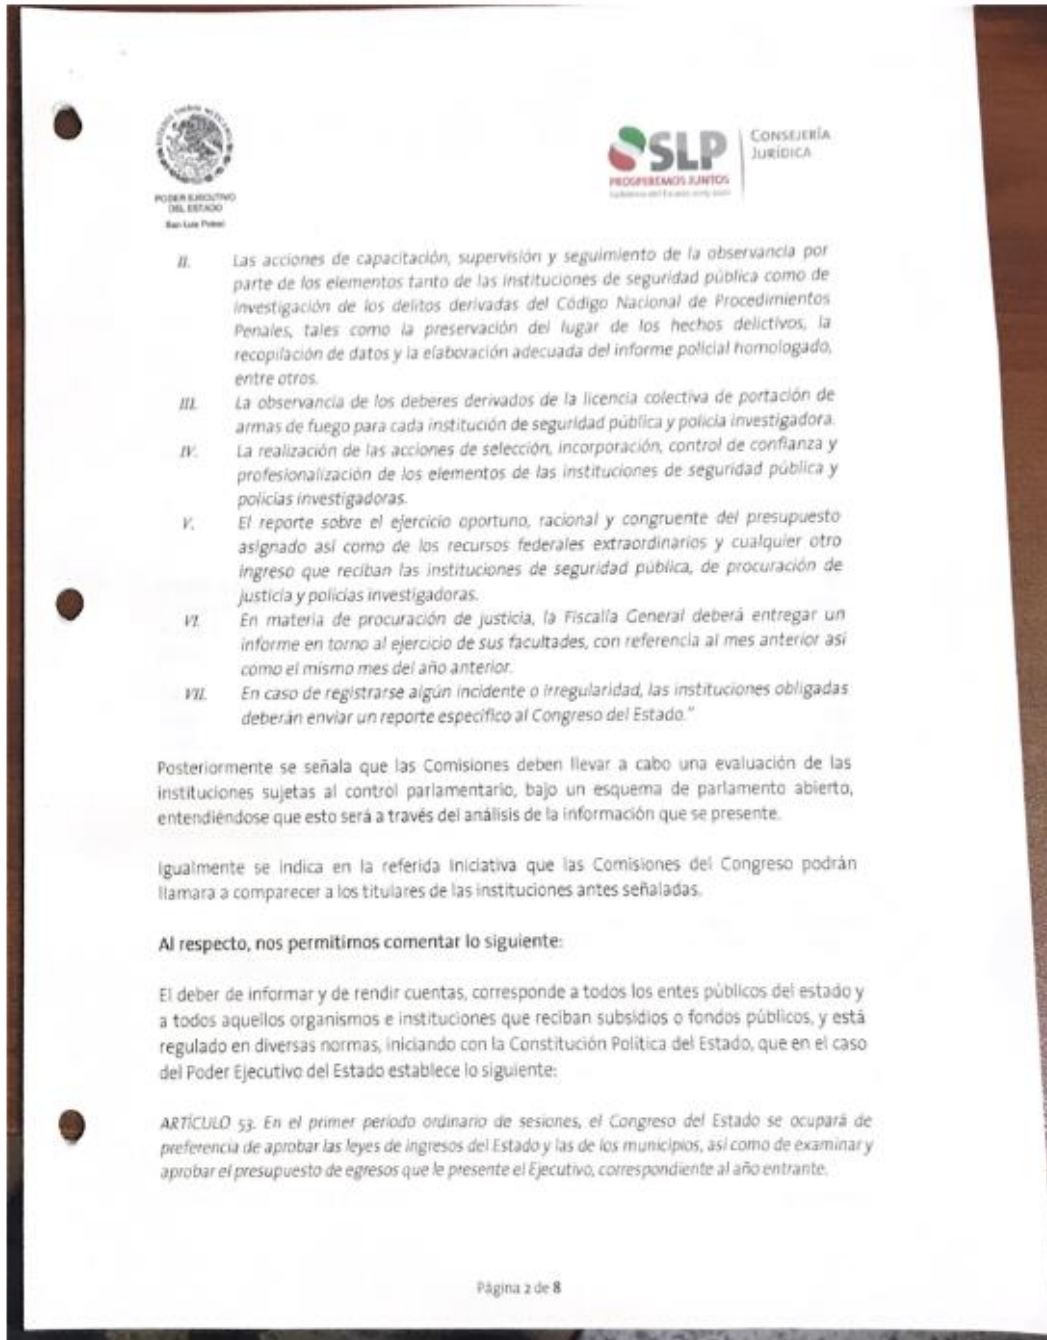 ESTADOS UNIDOS MEXICANOS
PODER EJECUTIVO
DEL ESTADO
San Luis Potosí
SLP
PROSPEREMOS JUNTOS
Gobierno del Estado 2015-2021
CONSEJERÍA
JURÍDICA
II. Las acciones de capacitación, supervisión y seguimiento de la observancia por
parte de los elementos tanto de las instituciones de seguridad pública como de
investigación de los delitos derivadas del Código Nacional de Procedimientos
Penales, tales como la preservación del lugar de los hechos delictivos, la
recopilación de datos y la elaboración adecuada del informe policial homologado,
entre otros.
III. La observancia de los deberes derivados de la licencia colectiva de portación de
armas de fuego para cada institución de seguridad pública y policía investigadora.
IV. La realización de las acciones de selección, incorporación, control de confianza y
profesionalización de los elementos de las instituciones de seguridad pública y
policías investigadoras.
V. El reporte sobre el ejercicio oportuno, racional y congruente del presupuesto
asignado así como de los recursos federales extraordinarios y cualquier otro
ingreso que reciban las instituciones de seguridad pública, de procuración de
justicia y policías investigadoras.
VI. En materia de procuración de justicia, la Fiscalía General deberá entregar un
informe en torno al ejercicio de sus facultades, con referencia al mes anterior así
como el mismo mes del año anterior.
VII. En caso de registrarse algún incidente o irregularidad, las instituciones obligadas
deberán enviar un reporte específico al Congreso del Estado."
Posteriormente se señala que las Comisiones deben llevar a cabo una evaluación de las
instituciones sujetas al control parlamentario, bajo un esquema de parlamento abierto,
entendiéndose que esto será a través del análisis de la información que se presente.
Igualmente se indica en la referida Iniciativa que las Comisiones del Congreso podrán
llamara a comparecer a los titulares de las instituciones antes señaladas.
Al respecto, nos permitimos comentar lo siguiente:
El deber de informar y de rendir cuentas, corresponde a todos los entes públicos del estado y
a todos aquellos organismos e instituciones que reciban subsidios o fondos públicos, y está
regulado en diversas normas, iniciando con la Constitución Política del Estado, que en el caso
del Poder Ejecutivo del Estado establece lo siguiente:
ARTÍCULO 53. En el primer período ordinario de sesiones, el Congreso del Estado se ocupará de
preferencia de aprobar las leyes de ingresos del Estado y las de los municipios, así como de examinar y
aprobar el presupuesto de egresos que le presente el Ejecutivo, correspondiente al año entrante.
Página 2 de 8